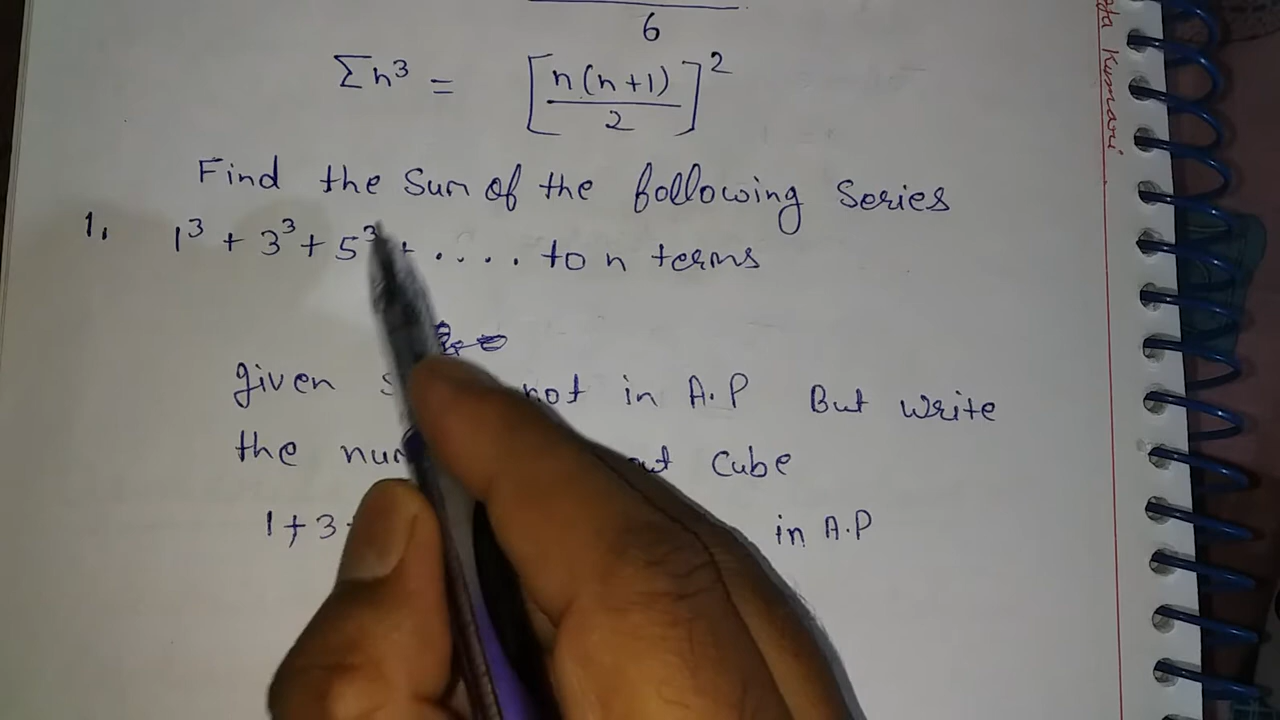 6
Σn³ = [n(n+1)/2]²
Find the Sum of the following Series
1. 1³ + 3³ + 5³ + .... to n terms
given not in A.P But write
the cube
1+3 in A.P
Kumari